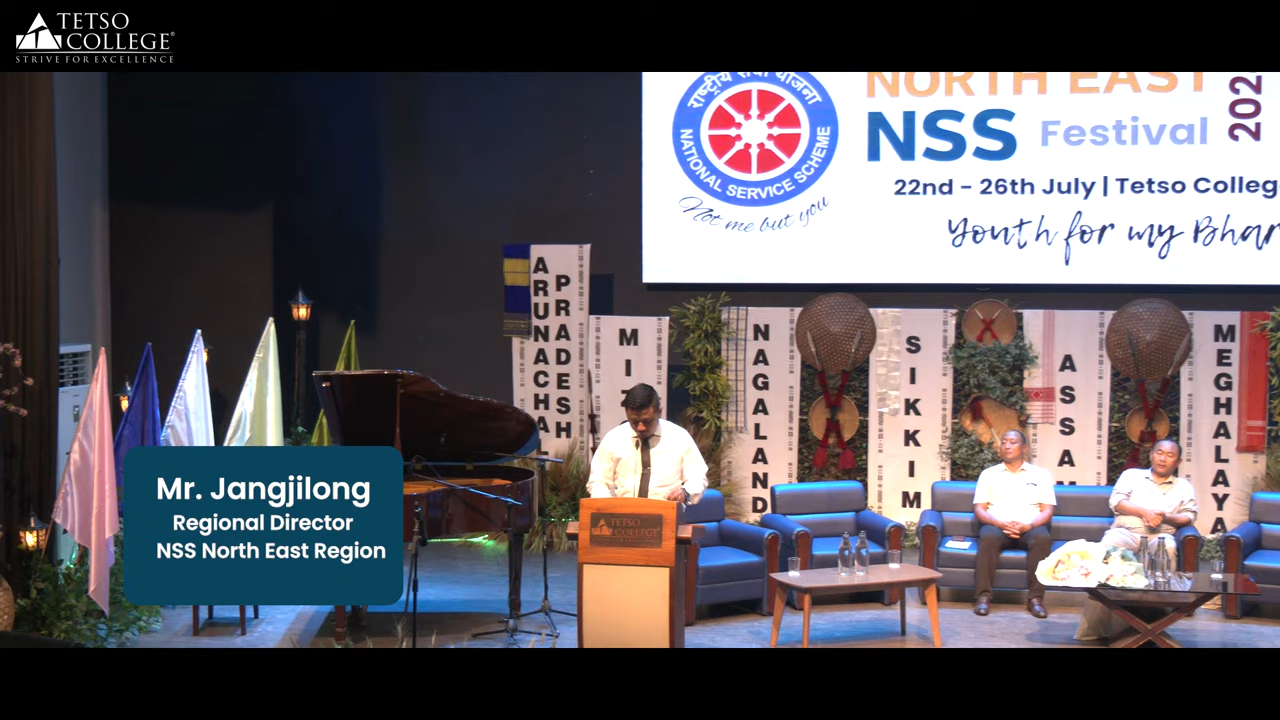 TETSO
COLLEGE
STRIVE FOR EXCELLENCE
राष्ट्रीय सेवा योजना
NATIONAL SERVICE SCHEME
Not me but you
NORTH EAST
NSS Festival
202
22nd - 26th July | Tetso Colleg
Youth for my Bhar
ARUNACHAL
PRADESH
MIZ
NAGALAND
SIKKIM
ASSAM
MEGHALAYA
TETSO
COLLEGE
Mr. Jangjilong
Regional Director
NSS North East Region